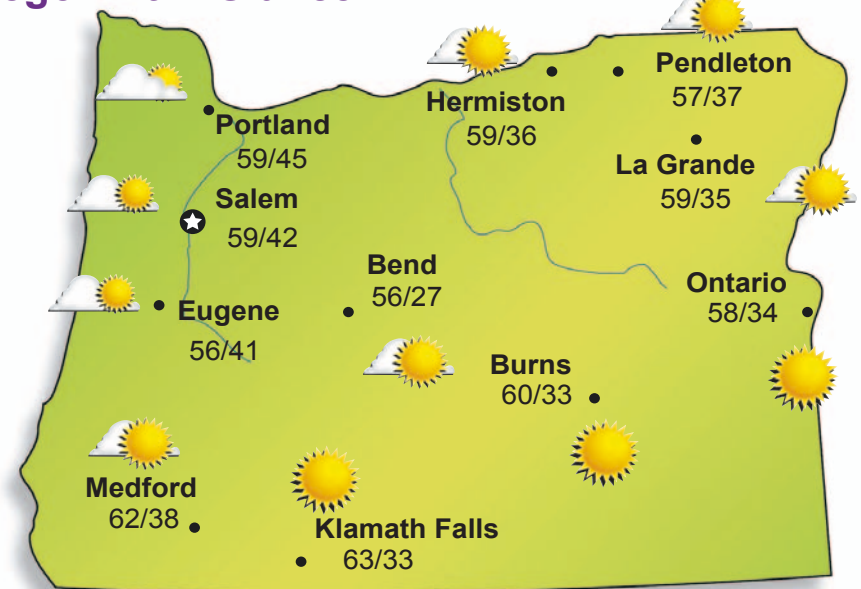 Pendleton
57/37
Hermiston
59/36
Portland
59/45
La Grande
59/35
Salem
59/42
Bend
56/27
Ontario
58/34
Eugene
56/41
Burns
60/33
Medford
62/38
Klamath Falls
63/33